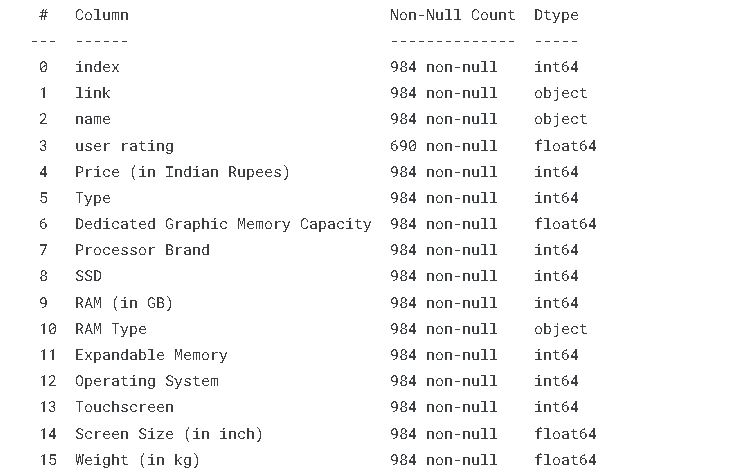 #   Column                             Non-Null Count  Dtype
---  ------                             --------------  -----
0   index                              984 non-null    int64
1   link                               984 non-null    object
2   name                               984 non-null    object
3   user rating                        690 non-null    float64
4   Price (in Indian Rupees)           984 non-null    int64
5   Type                               984 non-null    int64
6   Dedicated Graphic Memory Capacity  984 non-null    float64
7   Processor Brand                    984 non-null    int64
8   SSD                                984 non-null    int64
9   RAM (in GB)                        984 non-null    int64
10  RAM Type                           984 non-null    object
11  Expandable Memory                  984 non-null    int64
12  Operating System                   984 non-null    int64
13  Touchscreen                        984 non-null    int64
14  Screen Size (in inch)              984 non-null    float64
15  Weight (in kg)                     984 non-null    float64